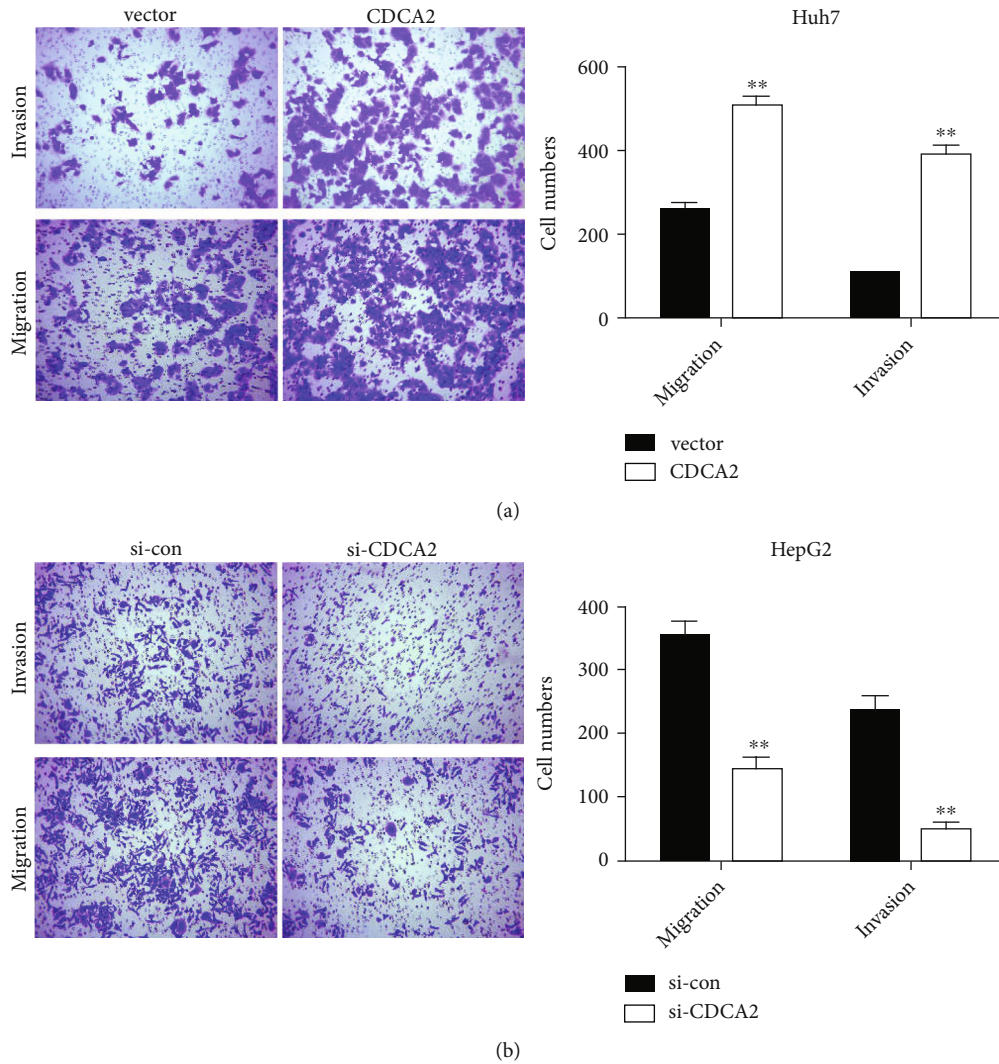 vector CDCA2
Invasion
Migration
Huh7
Cell numbers
600
400
200
0
**
**
Migration
Invasion
vector
CDCA2
(a)
si-con si-CDCA2
Invasion
Migration
HepG2
Cell numbers
400
300
200
100
0
**
**
Migration
Invasion
si-con
si-CDCA2
(b)